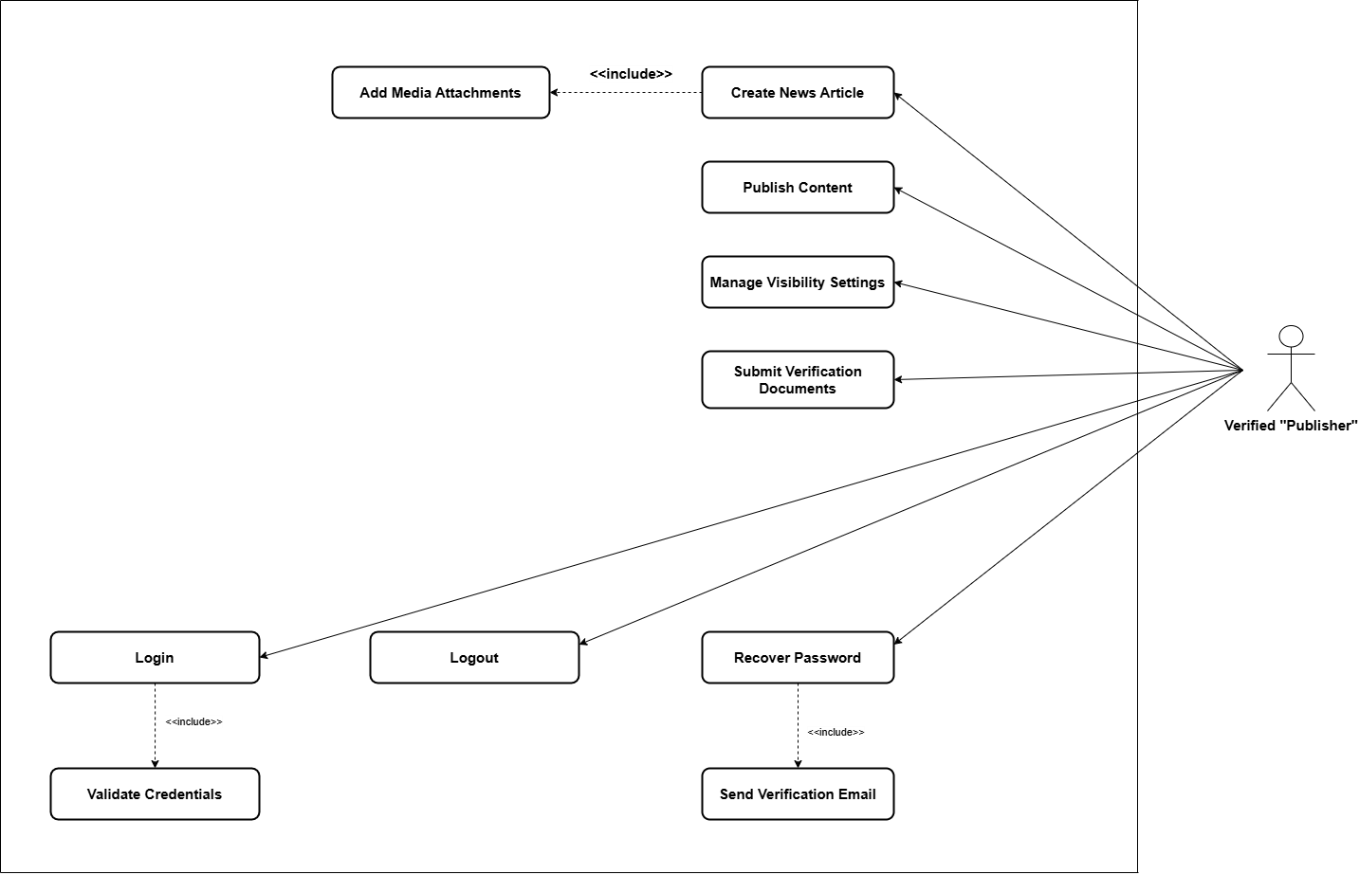 <<include>>
Add Media Attachments
Create News Article
Publish Content
Manage Visibility Settings
Submit Verification
Documents
Verified "Publisher"
Login
Logout
Recover Password
<<include>>
<<include>>
Validate Credentials
Send Verification Email